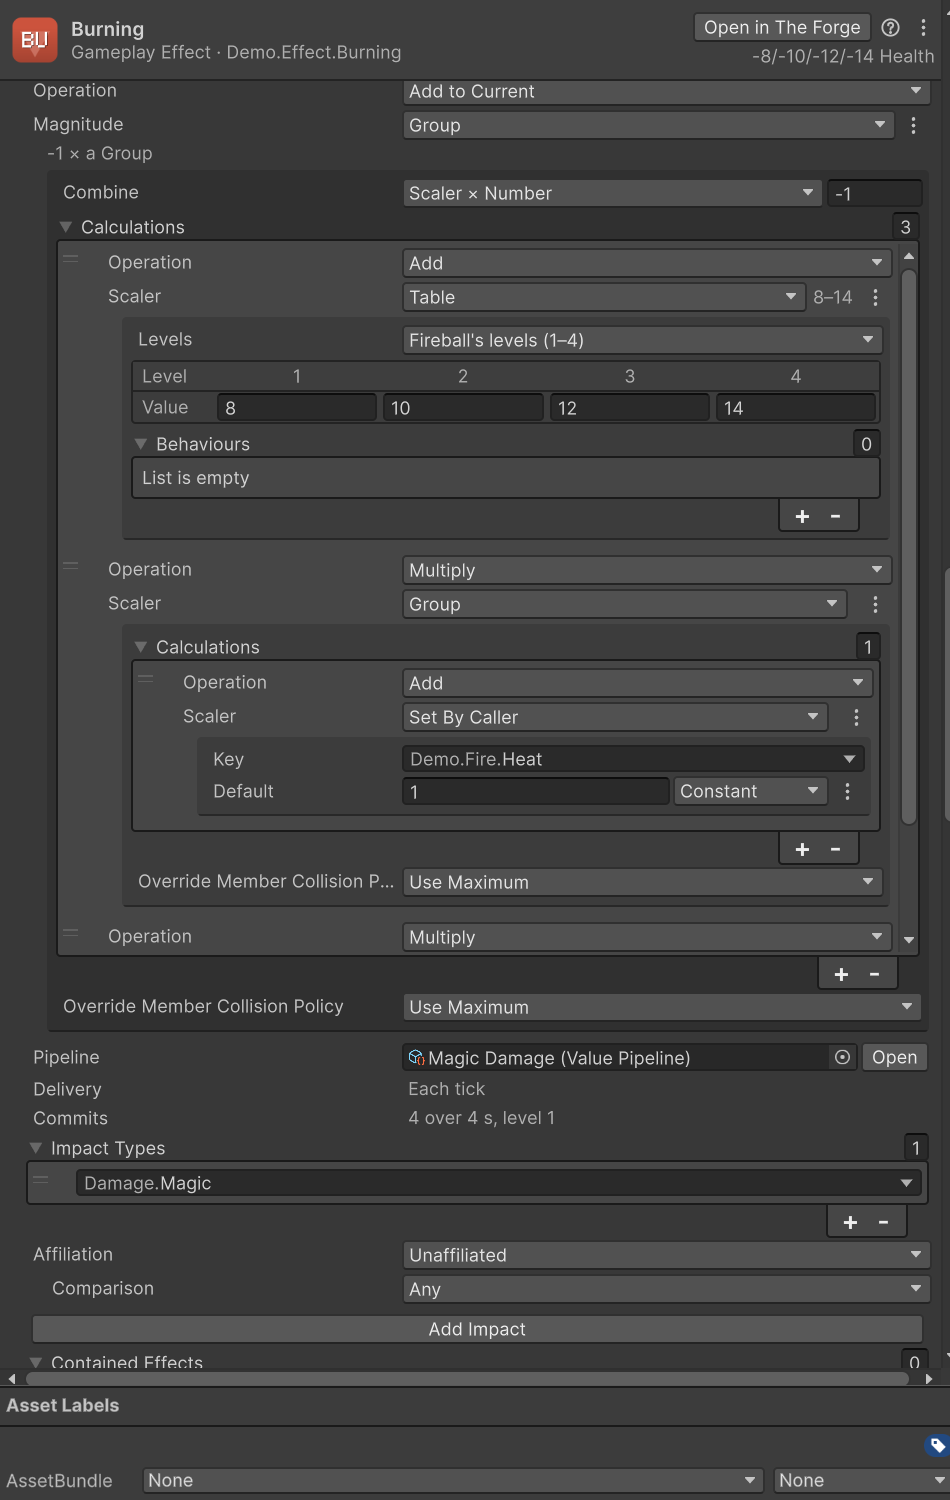 BU
Burning
Open in The Forge
Gameplay Effect · Demo.Effect.Burning
-8/-10/-12/-14 Health
Operation
Add to Current
Magnitude
Group
-1 × a Group
Combine
Scaler × Number
-1
Calculations
3
Operation
Add
Scaler
Table
8–14
Levels
Fireball's levels (1–4)
Level 1 2 3 4
Value 8 10 12 14
Behaviours
0
List is empty
+ -
Operation
Multiply
Scaler
Group
Calculations
1
Operation
Add
Scaler
Set By Caller
Key
Demo.Fire.Heat
Default
1
Constant
+ -
Override Member Collision P...
Use Maximum
Operation
Multiply
+ -
Override Member Collision Policy
Use Maximum
Pipeline
Magic Damage (Value Pipeline)
Open
Delivery
Each tick
Commits
4 over 4 s, level 1
Impact Types
1
Damage.Magic
+ -
Affiliation
Unaffiliated
Comparison
Any
Add Impact
Contained Effects
0
Asset Labels
AssetBundle
None
None